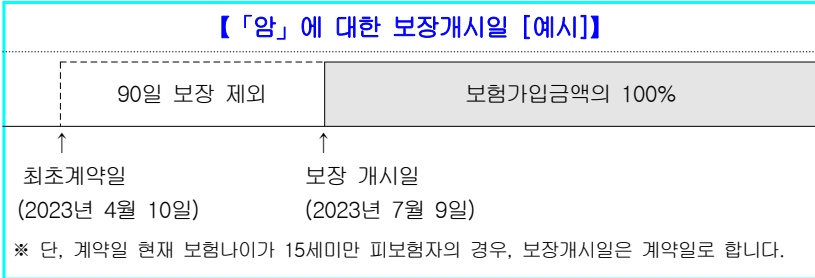 【「암」에 대한 보장개시일 [예시]】
90일 보장 제외 보험가입금액의 100%
↑ ↑
최초계약일 보장 개시일
(2023년 4월 10일) (2023년 7월 9일)
※ 단, 계약일 현재 보험나이가 15세미만 피보험자의 경우, 보장개시일은 계약일로 합니다.